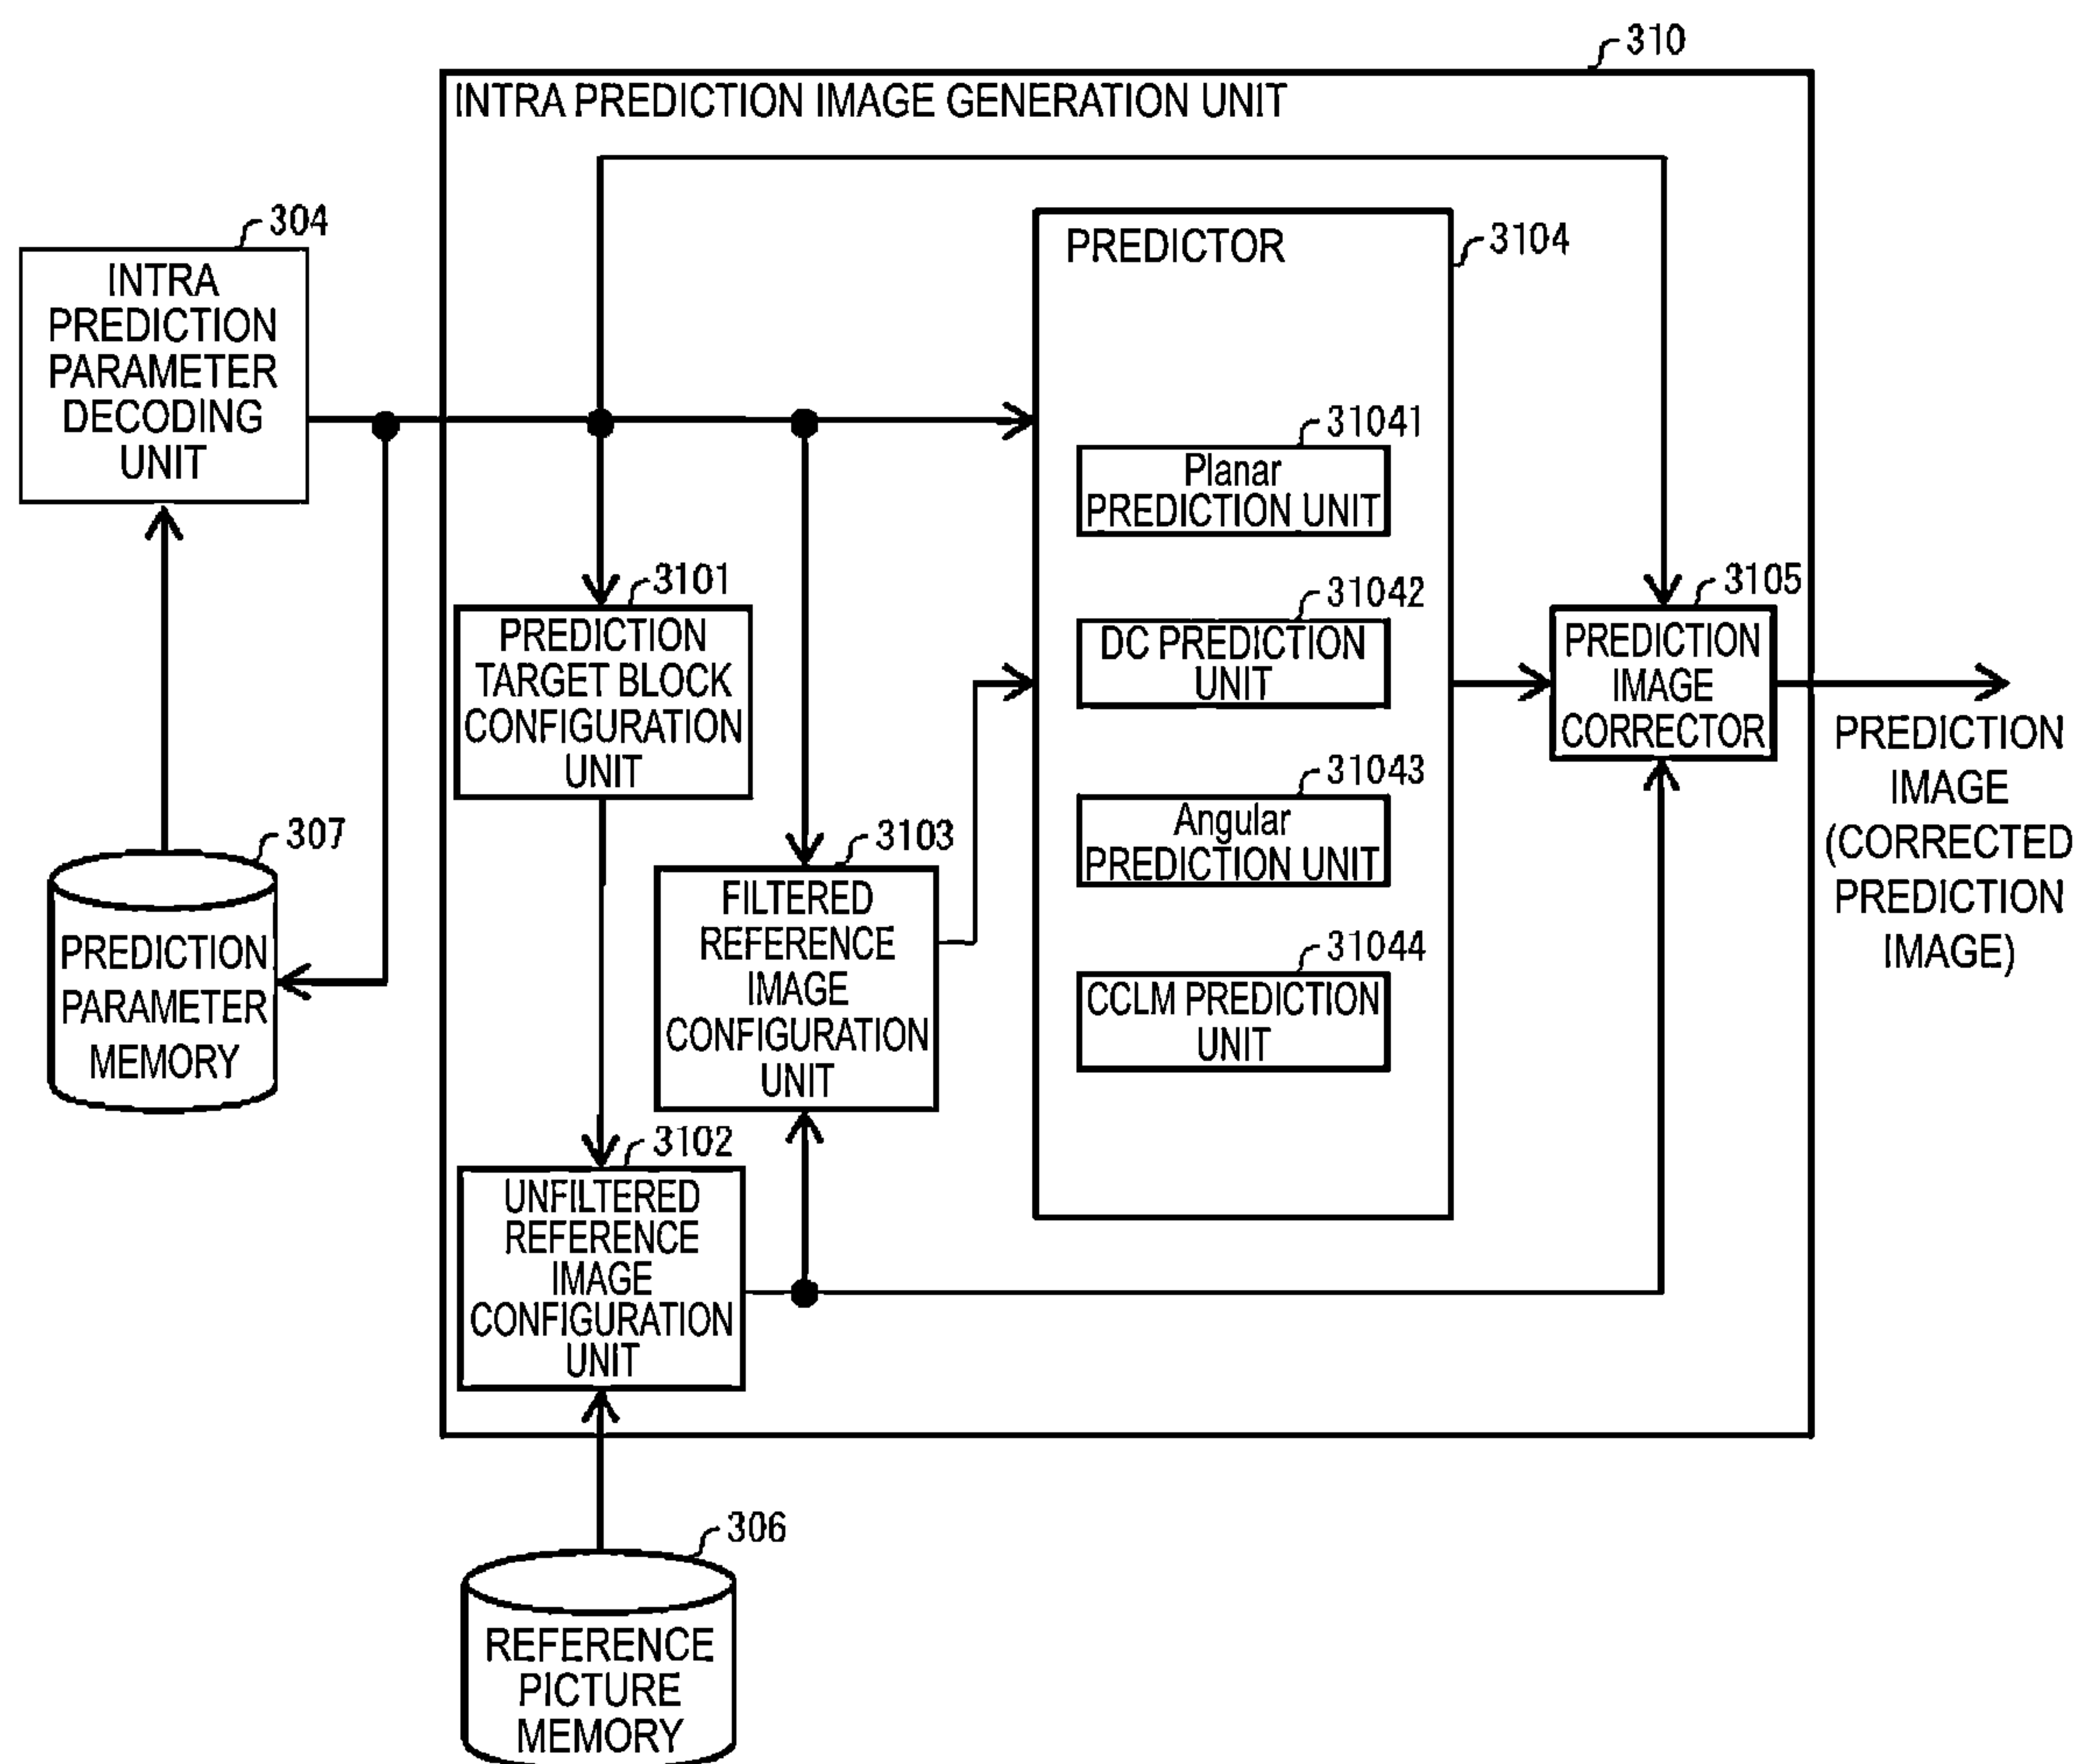 310
INTRA PREDICTION IMAGE GENERATION UNIT
304
INTRA
PREDICTION
PARAMETER
DECODING
UNIT
PREDICTOR
3104
31041
Planar
PREDICTION UNIT
3101
PREDICTION
TARGET BLOCK
CONFIGURATION
UNIT
31042
DC PREDICTION
UNIT
3105
PREDICTION
IMAGE
CORRECTOR
PREDICTION
IMAGE
(CORRECTED
PREDICTION
IMAGE)
31043
Angular
PREDICTION UNIT
307
PREDICTION
PARAMETER
MEMORY
3103
FILTERED
REFERENCE
IMAGE
CONFIGURATION
UNIT
31044
CCLM PREDICTION
UNIT
3102
UNFILTERED
REFERENCE
IMAGE
CONFIGURATION
UNIT
306
REFERENCE
PICTURE
MEMORY